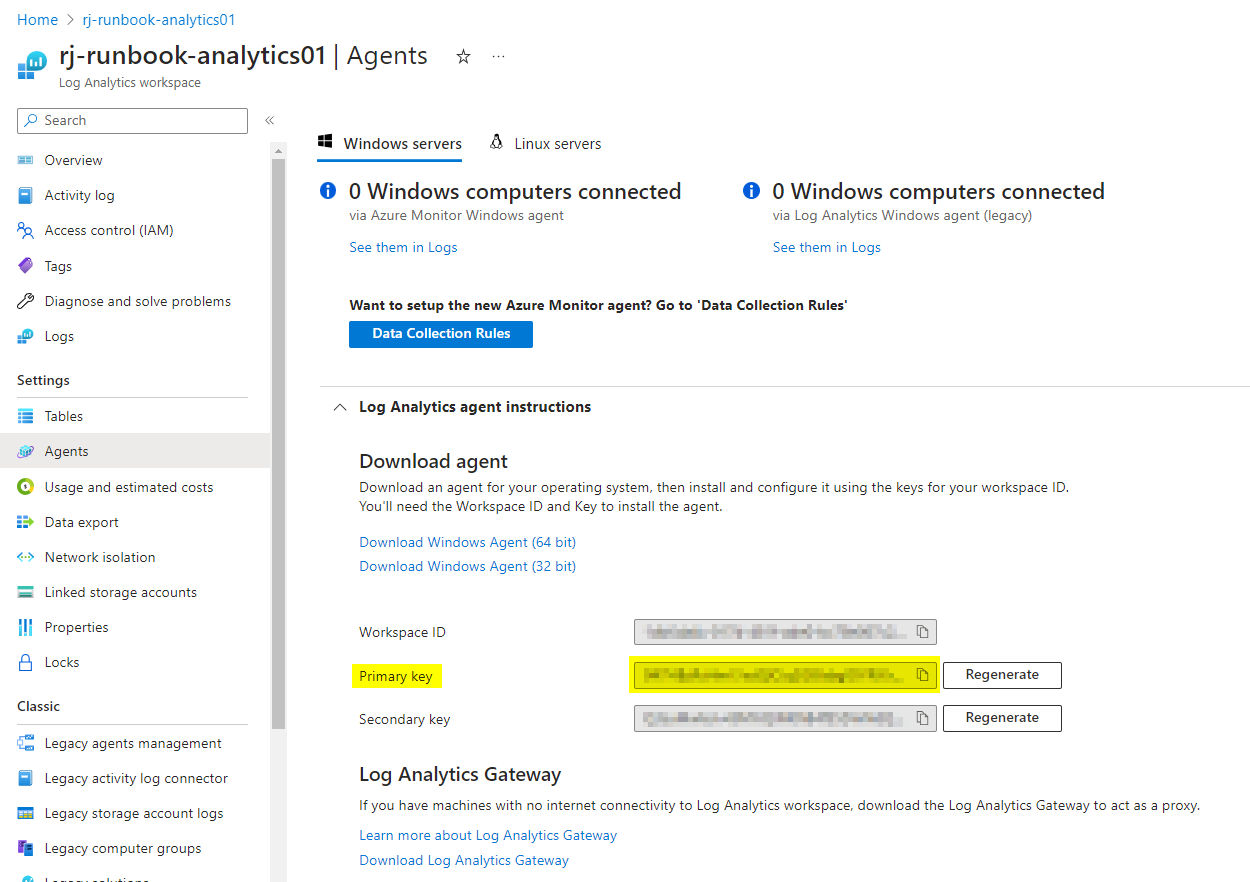 Home > rj-runbook-analytics01
rj-runbook-analytics01 | Agents
Log Analytics workspace
Search
Overview
Activity log
Access control (IAM)
Tags
Diagnose and solve problems
Logs
Settings
Tables
Agents
Usage and estimated costs
Data export
Network isolation
Linked storage accounts
Properties
Locks
Classic
Legacy agents management
Legacy activity log connector
Legacy storage account logs
Legacy computer groups
Legacy solutions
Windows servers
Linux servers
0 Windows computers connected
via Azure Monitor Windows agent
See them in Logs
0 Windows computers connected
via Log Analytics Windows agent (legacy)
See them in Logs
Want to setup the new Azure Monitor agent? Go to 'Data Collection Rules'
Data Collection Rules
Log Analytics agent instructions
Download agent
Download an agent for your operating system, then install and configure it using the keys for your workspace ID.
You'll need the Workspace ID and Key to install the agent.
Download Windows Agent (64 bit)
Download Windows Agent (32 bit)
Workspace ID
Primary key
Regenerate
Secondary key
Regenerate
Log Analytics Gateway
If you have machines with no internet connectivity to Log Analytics workspace, download the Log Analytics Gateway to act as a proxy.
Learn more about Log Analytics Gateway
Download Log Analytics Gateway